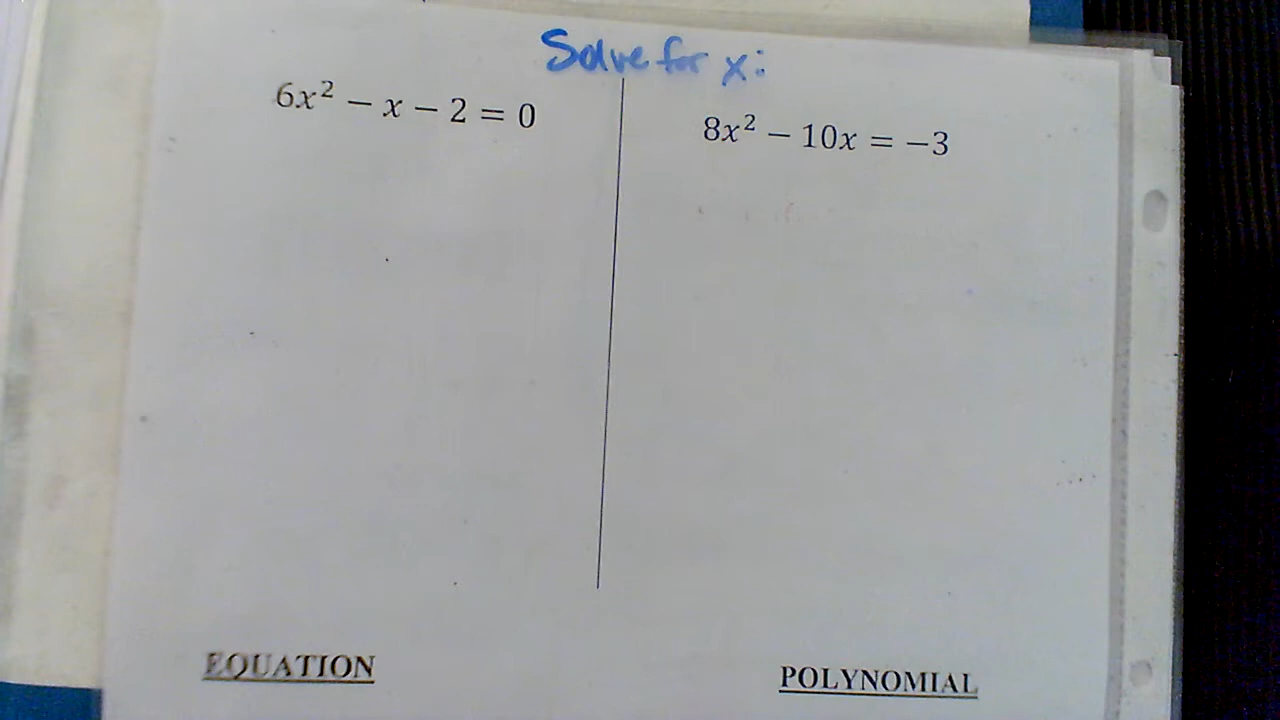 Solve for x:
6x² − x − 2 = 0
8x² − 10x = −3
EQUATION
POLYNOMIAL